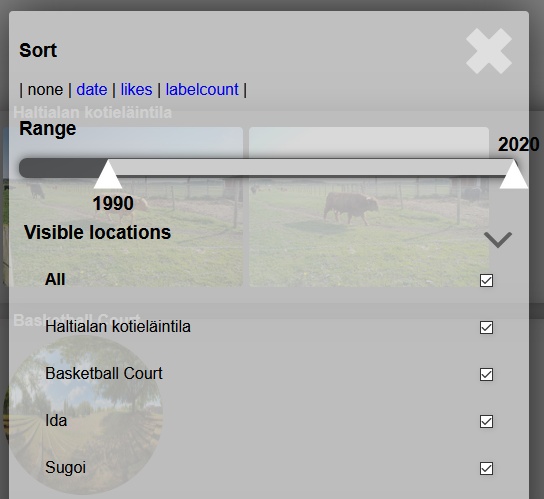 Sort
| none | date | likes | labelcount |
Haltialan kotieläintila
Range
2020
1990
Visible locations
All
Basketball Court
Haltialan kotieläintila
Basketball Court
Ida
Sugoi